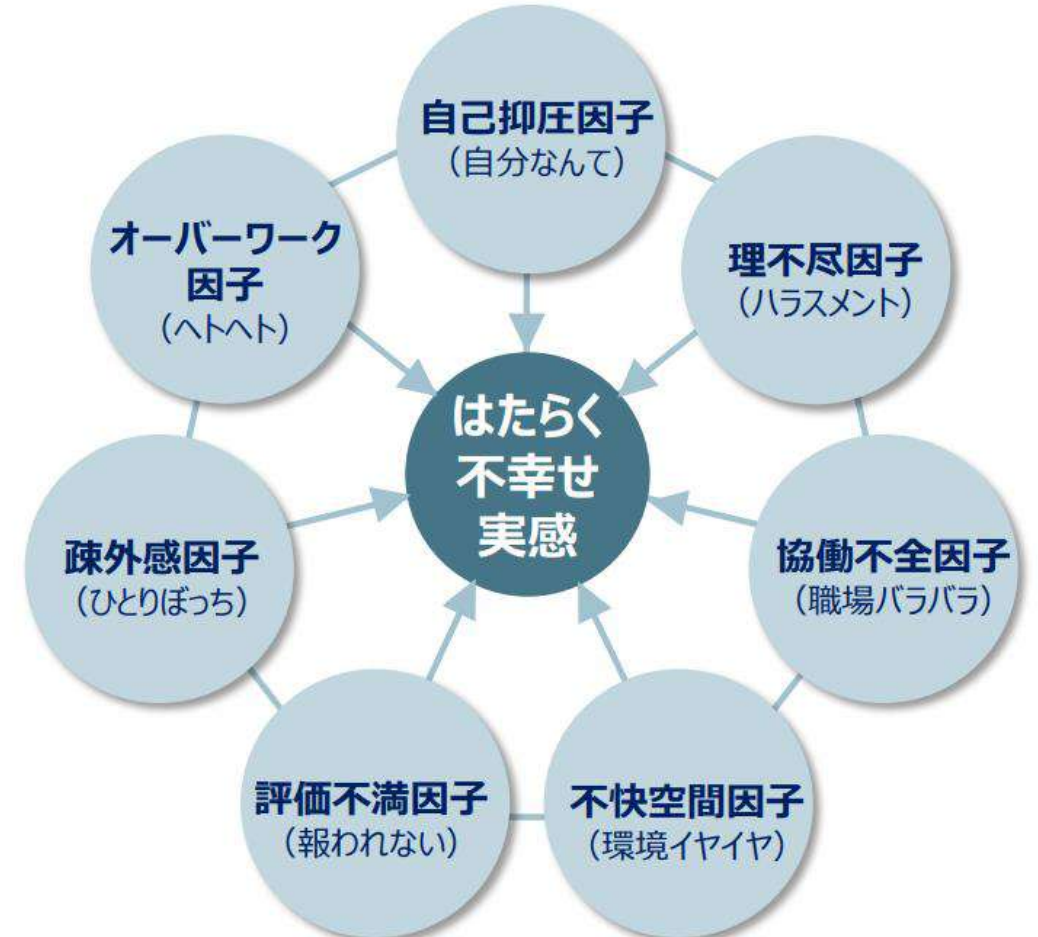 自己抑圧因子
（自分なんて）
オーバーワーク
因子
（ヘトヘト）
理不尽因子
（ハラスメント）
はたらく
不幸せ
実感
疎外感因子
（ひとりぼっち）
協働不全因子
（職場バラバラ）
評価不満因子
（報われない）
不快空間因子
（環境イヤイヤ）